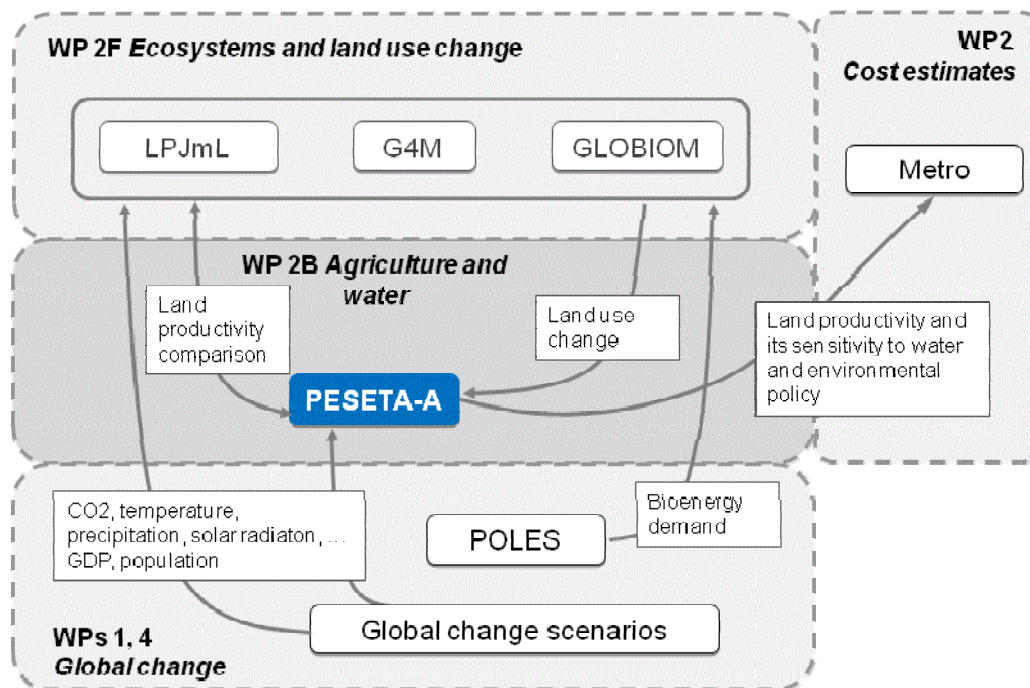 WP 2F Ecosystems and land use change
LPJmL
G4M
GLOBIOM
WP2
Cost estimates
Metro
WP 2B Agriculture and
water
Land
productivity
comparison
Land use
change
Land productivity and
its sensitivity to water
and environmental
policy
PESETA-A
CO2, temperature,
precipitation, solar radiaton, ...
GDP, population
POLES
Bioenergy
demand
Global change scenarios
WPs 1, 4
Global change